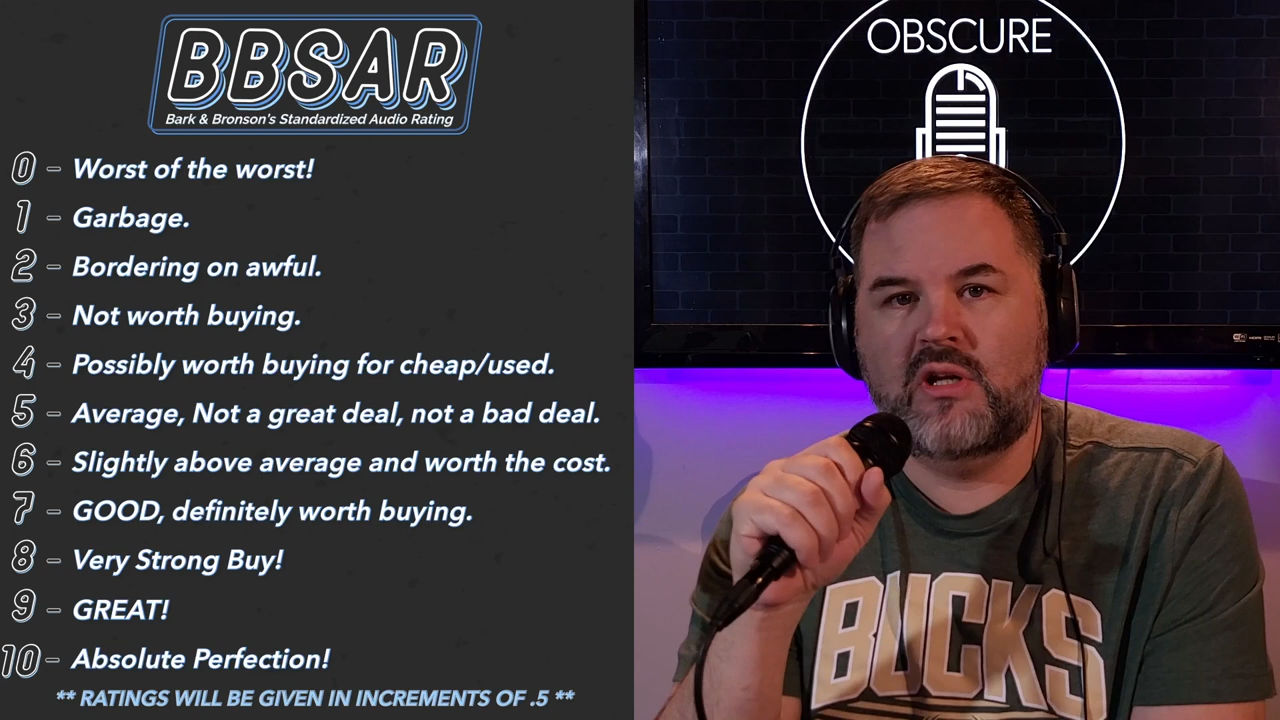 BBSAR
Bark & Bronson's Standardized Audio Rating
0 – Worst of the worst!
1 – Garbage.
2 – Bordering on awful.
3 – Not worth buying.
4 – Possibly worth buying for cheap/used.
5 – Average, Not a great deal, not a bad deal.
6 – Slightly above average and worth the cost.
7 – GOOD, definitely worth buying.
8 – Very Strong Buy!
9 – GREAT!
10 – Absolute Perfection!
** RATINGS WILL BE GIVEN IN INCREMENTS OF .5 **
OBSCURE
BUCKS